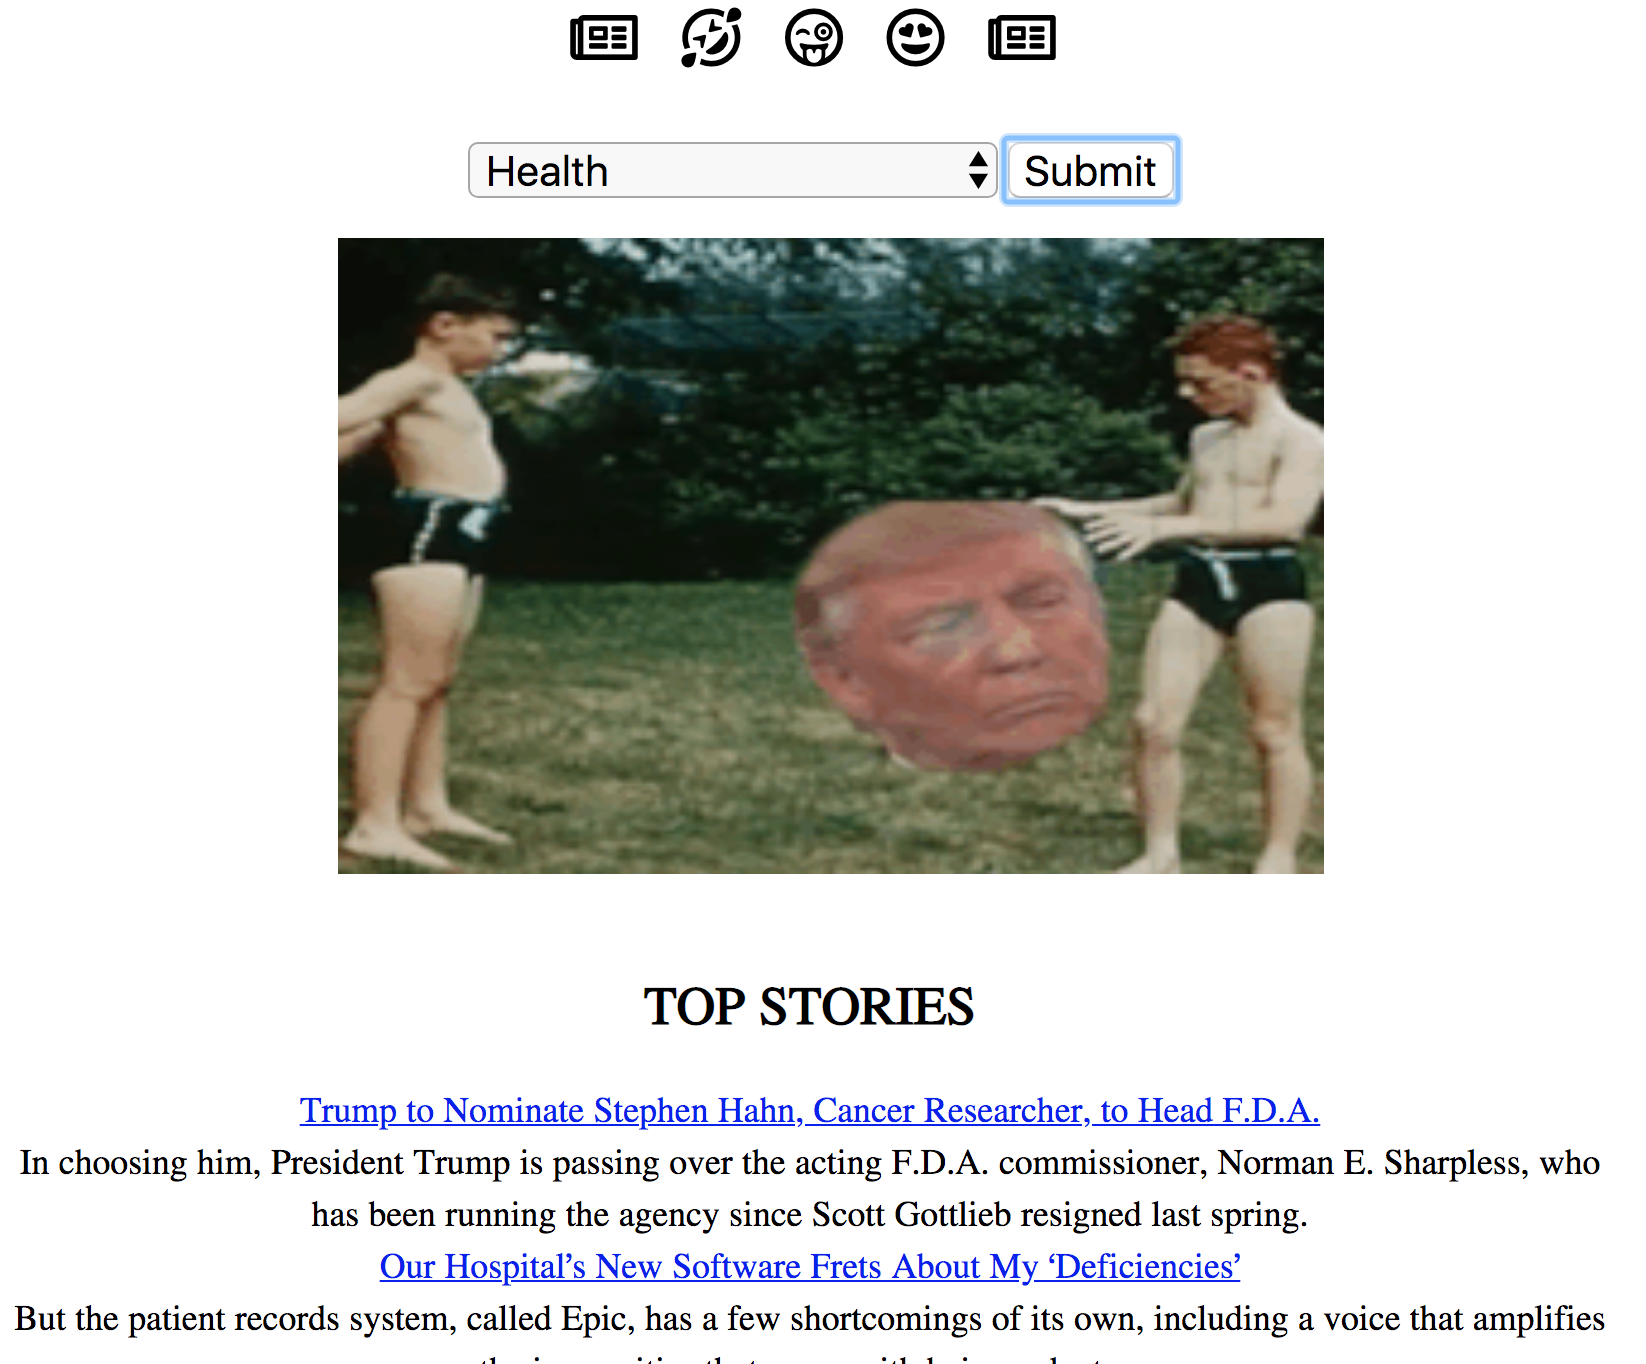 Health
Submit
TOP STORIES
Trump to Nominate Stephen Hahn, Cancer Researcher, to Head F.D.A.
In choosing him, President Trump is passing over the acting F.D.A. commissioner, Norman E. Sharpless, who
has been running the agency since Scott Gottlieb resigned last spring.
Our Hospital’s New Software Frets About My ‘Deficiencies’
But the patient records system, called Epic, has a few shortcomings of its own, including a voice that amplifies